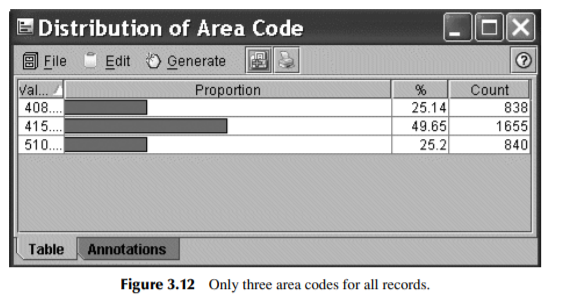 Distribution of Area Code
File Edit Generate
Val... Proportion % Count
408.... 25.14 838
415.... 49.65 1655
510.... 25.2 840
Table Annotations
Figure 3.12 Only three area codes for all records.